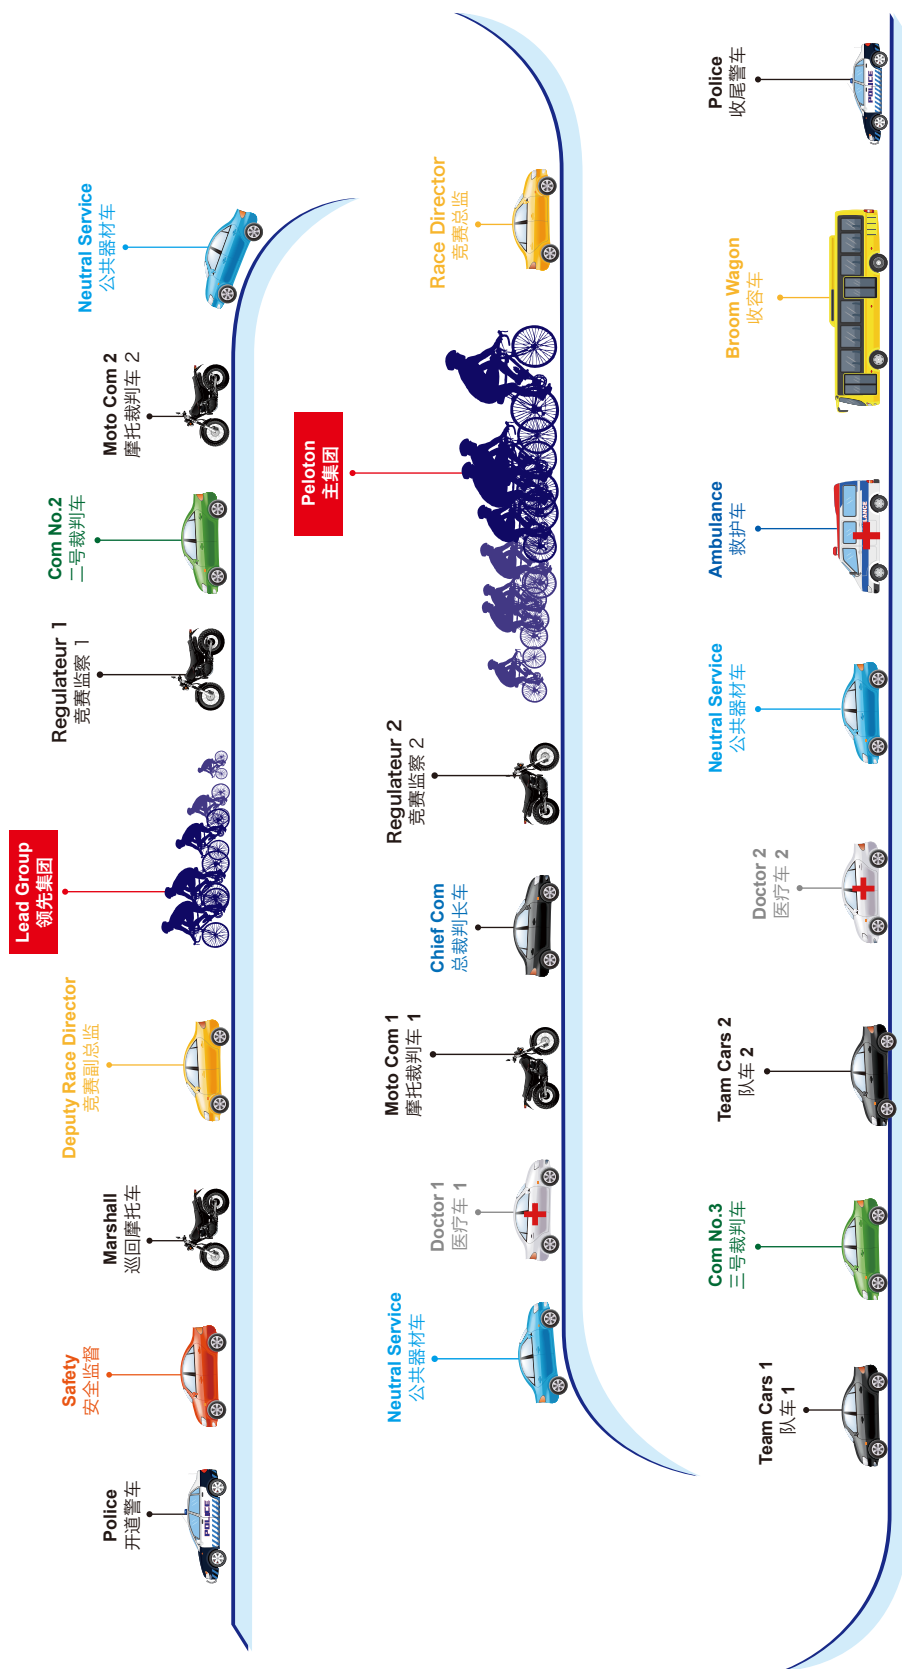 Police
开道警车
POLICE
Safety
安全监督
Marshall
巡回摩托车
Deputy Race Director
竞赛副总监
Lead Group
领先集团
Regulateur 1
竞赛监察 1
Com No.2
二号裁判车
Moto Com 2
摩托裁判车 2
Neutral Service
公共器材车
Neutral Service
公共器材车
Doctor 1
医疗车 1
Moto Com 1
摩托裁判车 1
Chief Com
总裁判长车
Regulateur 2
竞赛监察 2
Peloton
主集团
Race Director
竞赛总监
Team Cars 1
队车 1
Com No.3
三号裁判车
Team Cars 2
队车 2
Doctor 2
医疗车 2
Neutral Service
公共器材车
Ambulance
救护车
LANCE
Broom Wagon
收容车
Police
收尾警车
POLICE